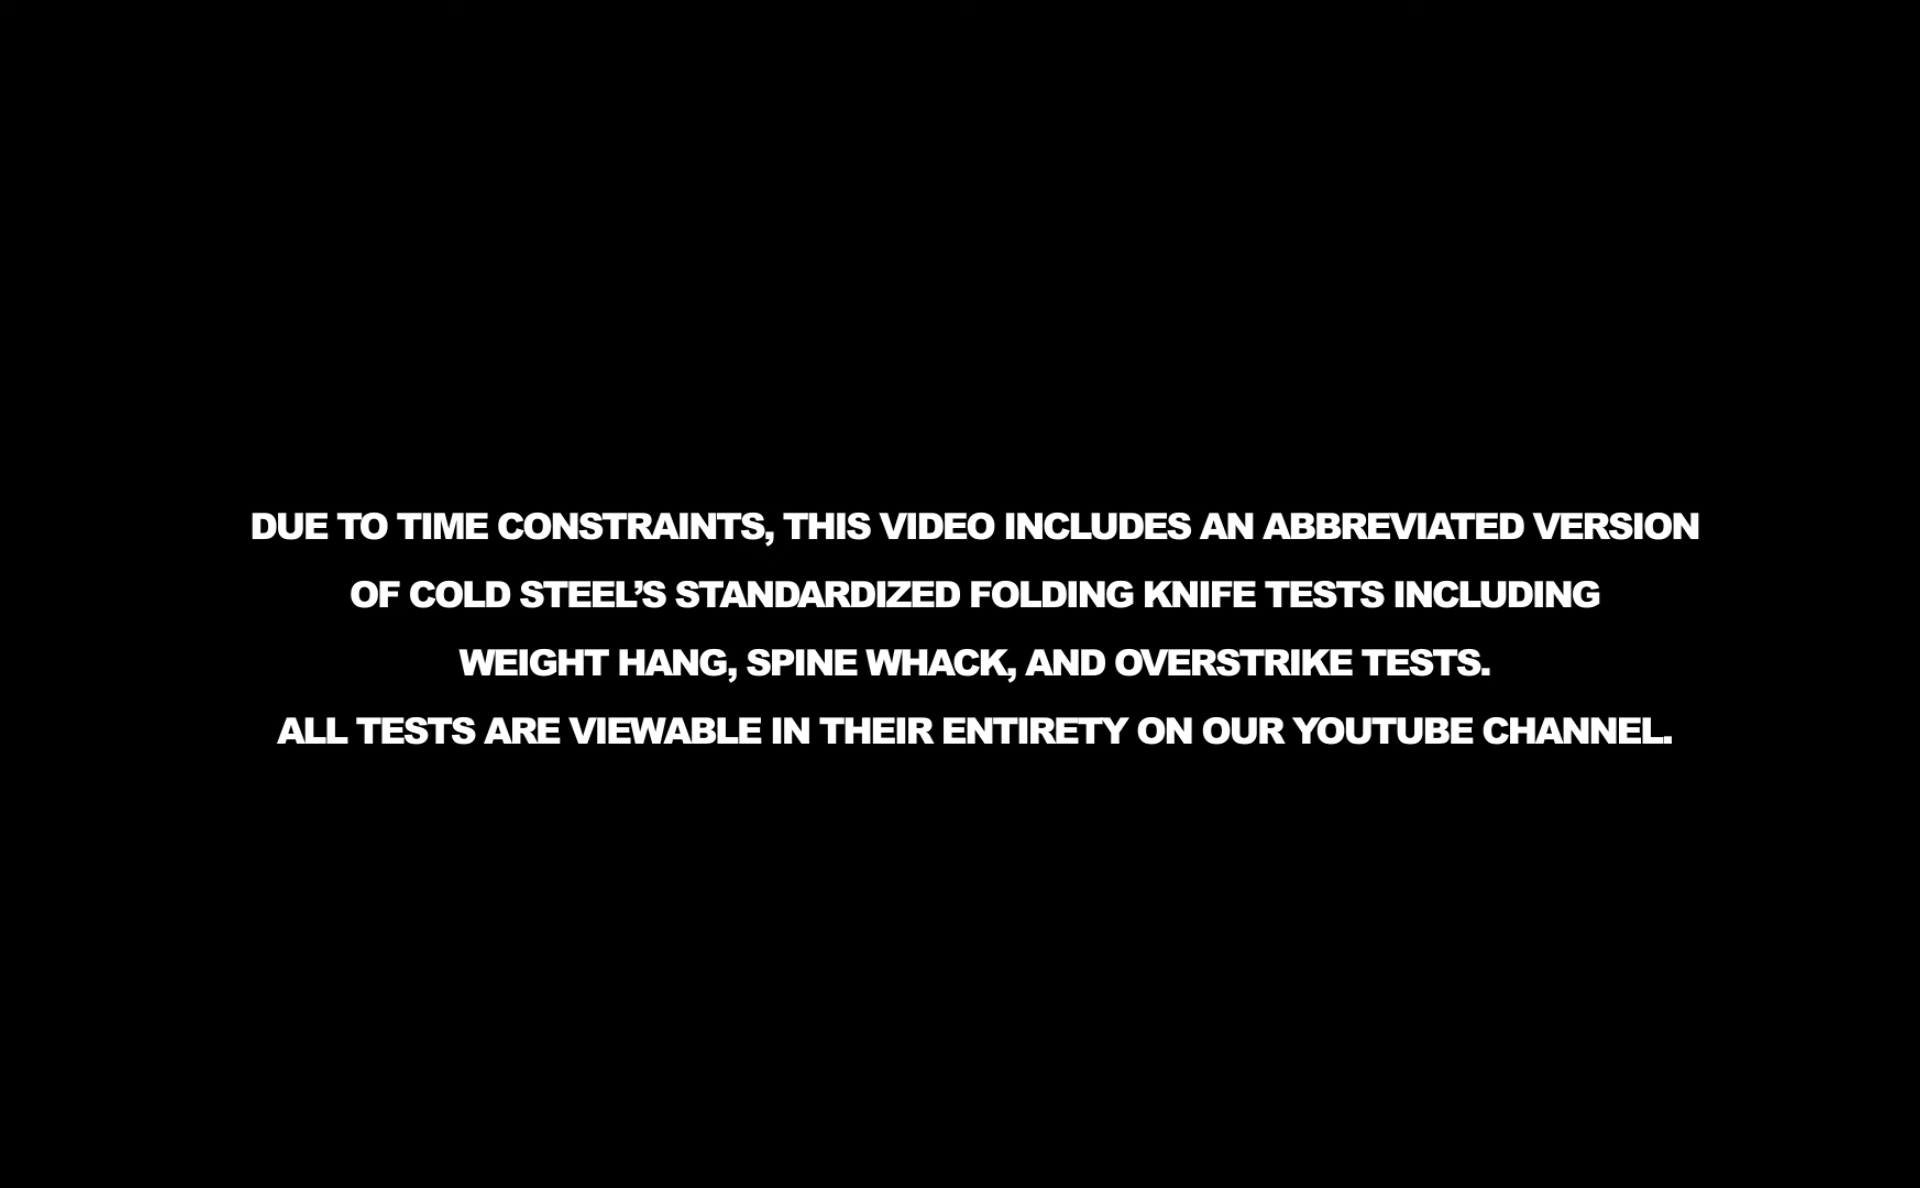 DUE TO TIME CONSTRAINTS, THIS VIDEO INCLUDES AN ABBREVIATED VERSION
OF COLD STEEL’S STANDARDIZED FOLDING KNIFE TESTS INCLUDING
WEIGHT HANG, SPINE WHACK, AND OVERSTRIKE TESTS.
ALL TESTS ARE VIEWABLE IN THEIR ENTIRETY ON OUR YOUTUBE CHANNEL.